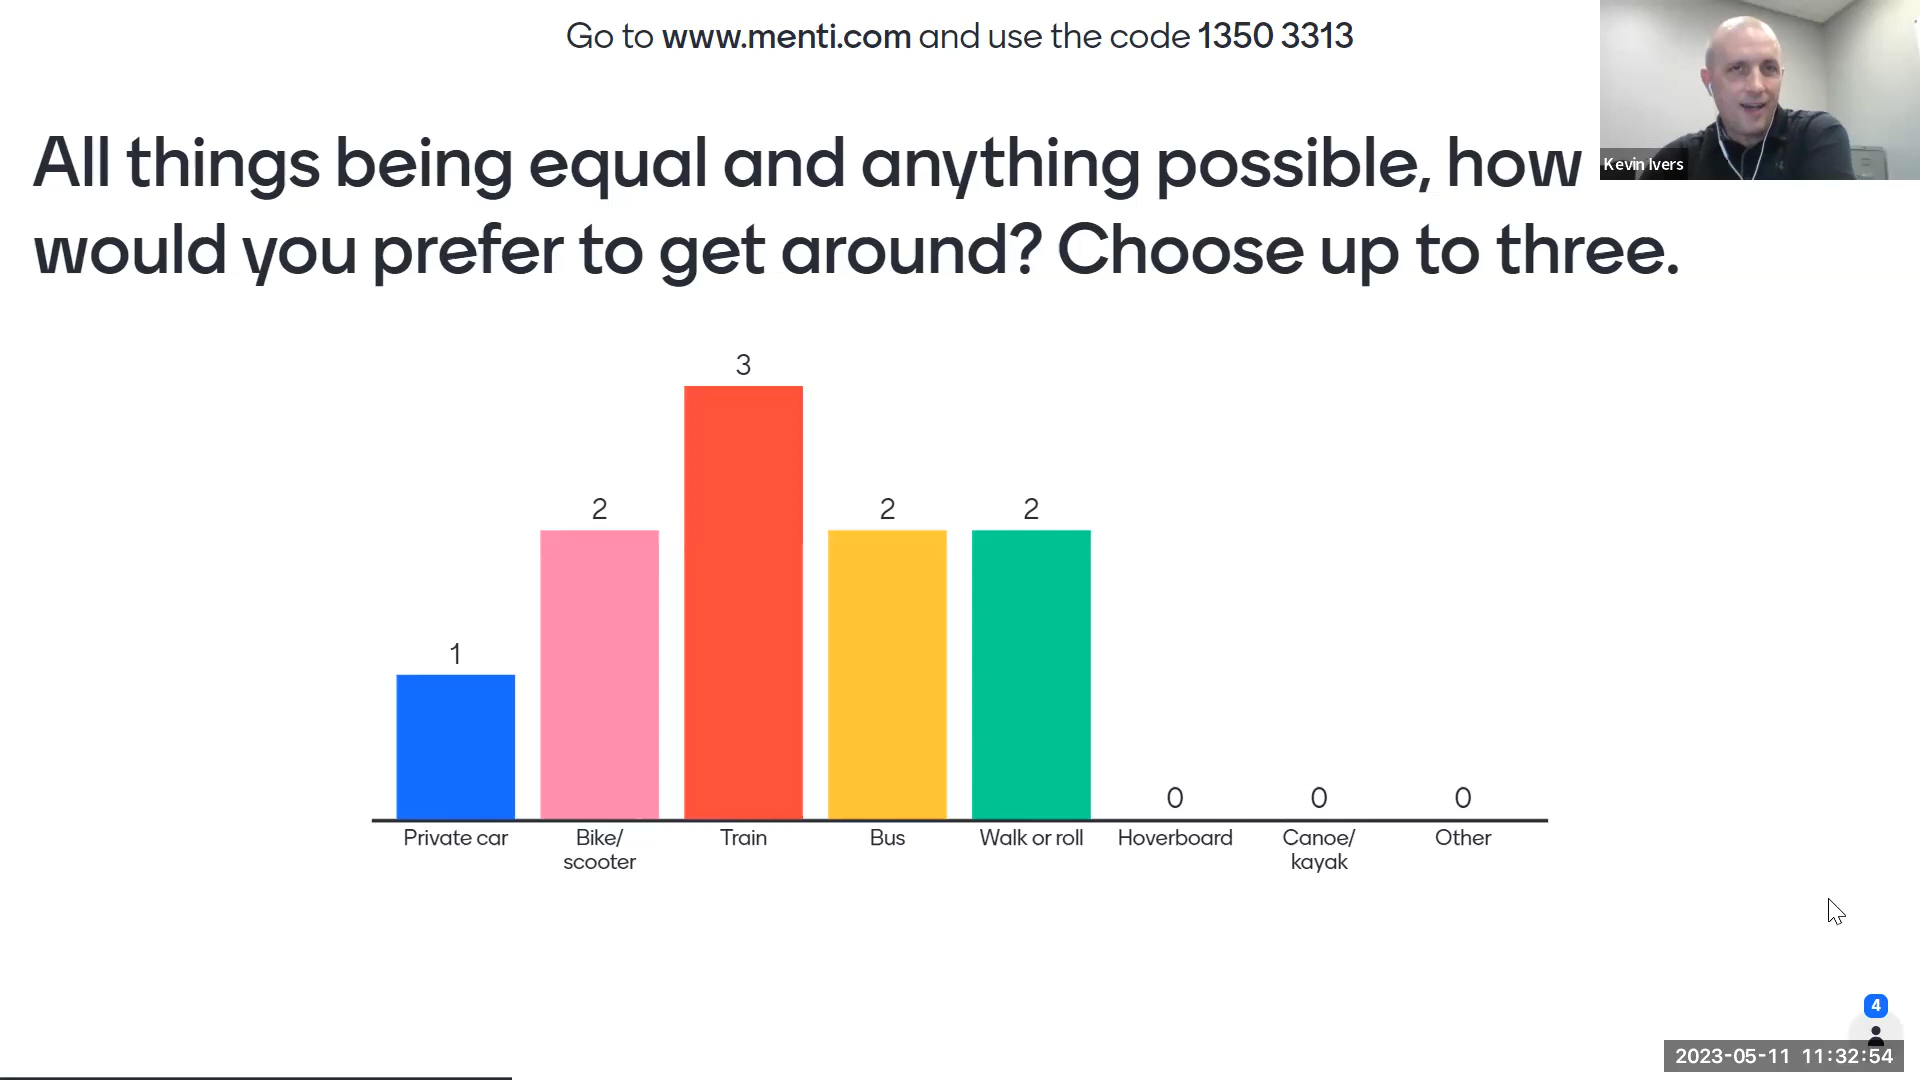 Go to www.menti.com and use the code 1350 3313
Kevin Ivers
All things being equal and anything possible, how
would you prefer to get around? Choose up to three.
3
2
2
2
1
0
0
0
Private car
Bike/
scooter
Train
Bus
Walk or roll
Hoverboard
Canoe/
kayak
Other
4
2023-05-11 11:32:54